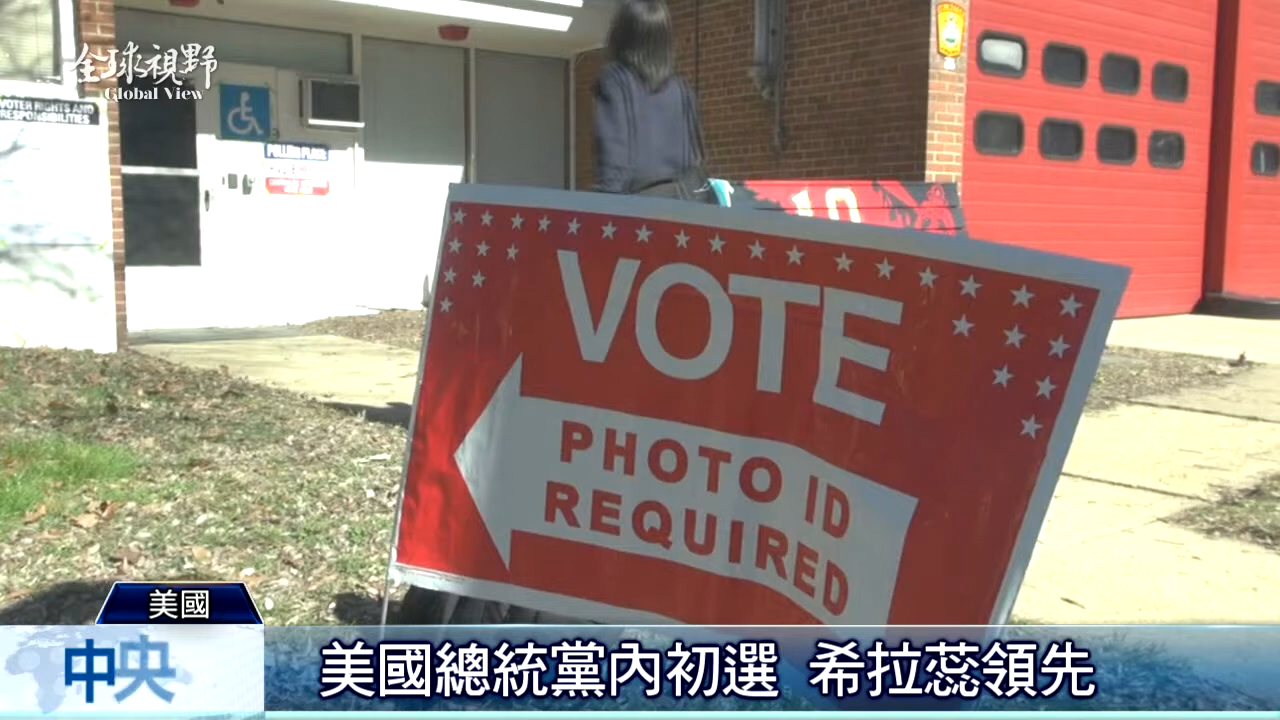 全球視野
Global View
VOTER RIGHTS AND
RESPONSIBILITIES
POLLING PLACE
VOTE
PHOTO ID
REQUIRED
美國
中央
美國總統黨內初選 希拉蕊領先